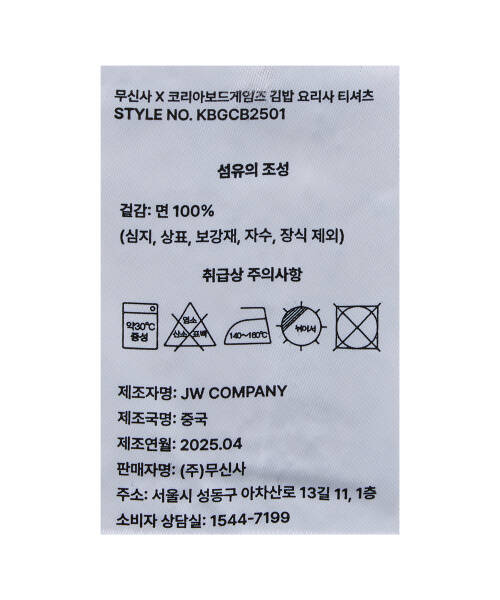 무신사 X 코리아보드게임즈 김밥 요리사 티셔츠
STYLE NO. KBGCB2501
섬유의 조성
겉감: 면 100%
(심지, 상표, 보강재, 자수, 장식 제외)
취급상 주의사항
약30℃
중성
염소
산소 표백
140~160℃
뉘어서
제조자명: JW COMPANY
제조국명: 중국
제조연월: 2025.04
판매자명: (주)무신사
주소: 서울시 성동구 아차산로 13길 11, 1층
소비자 상담실: 1544-7199